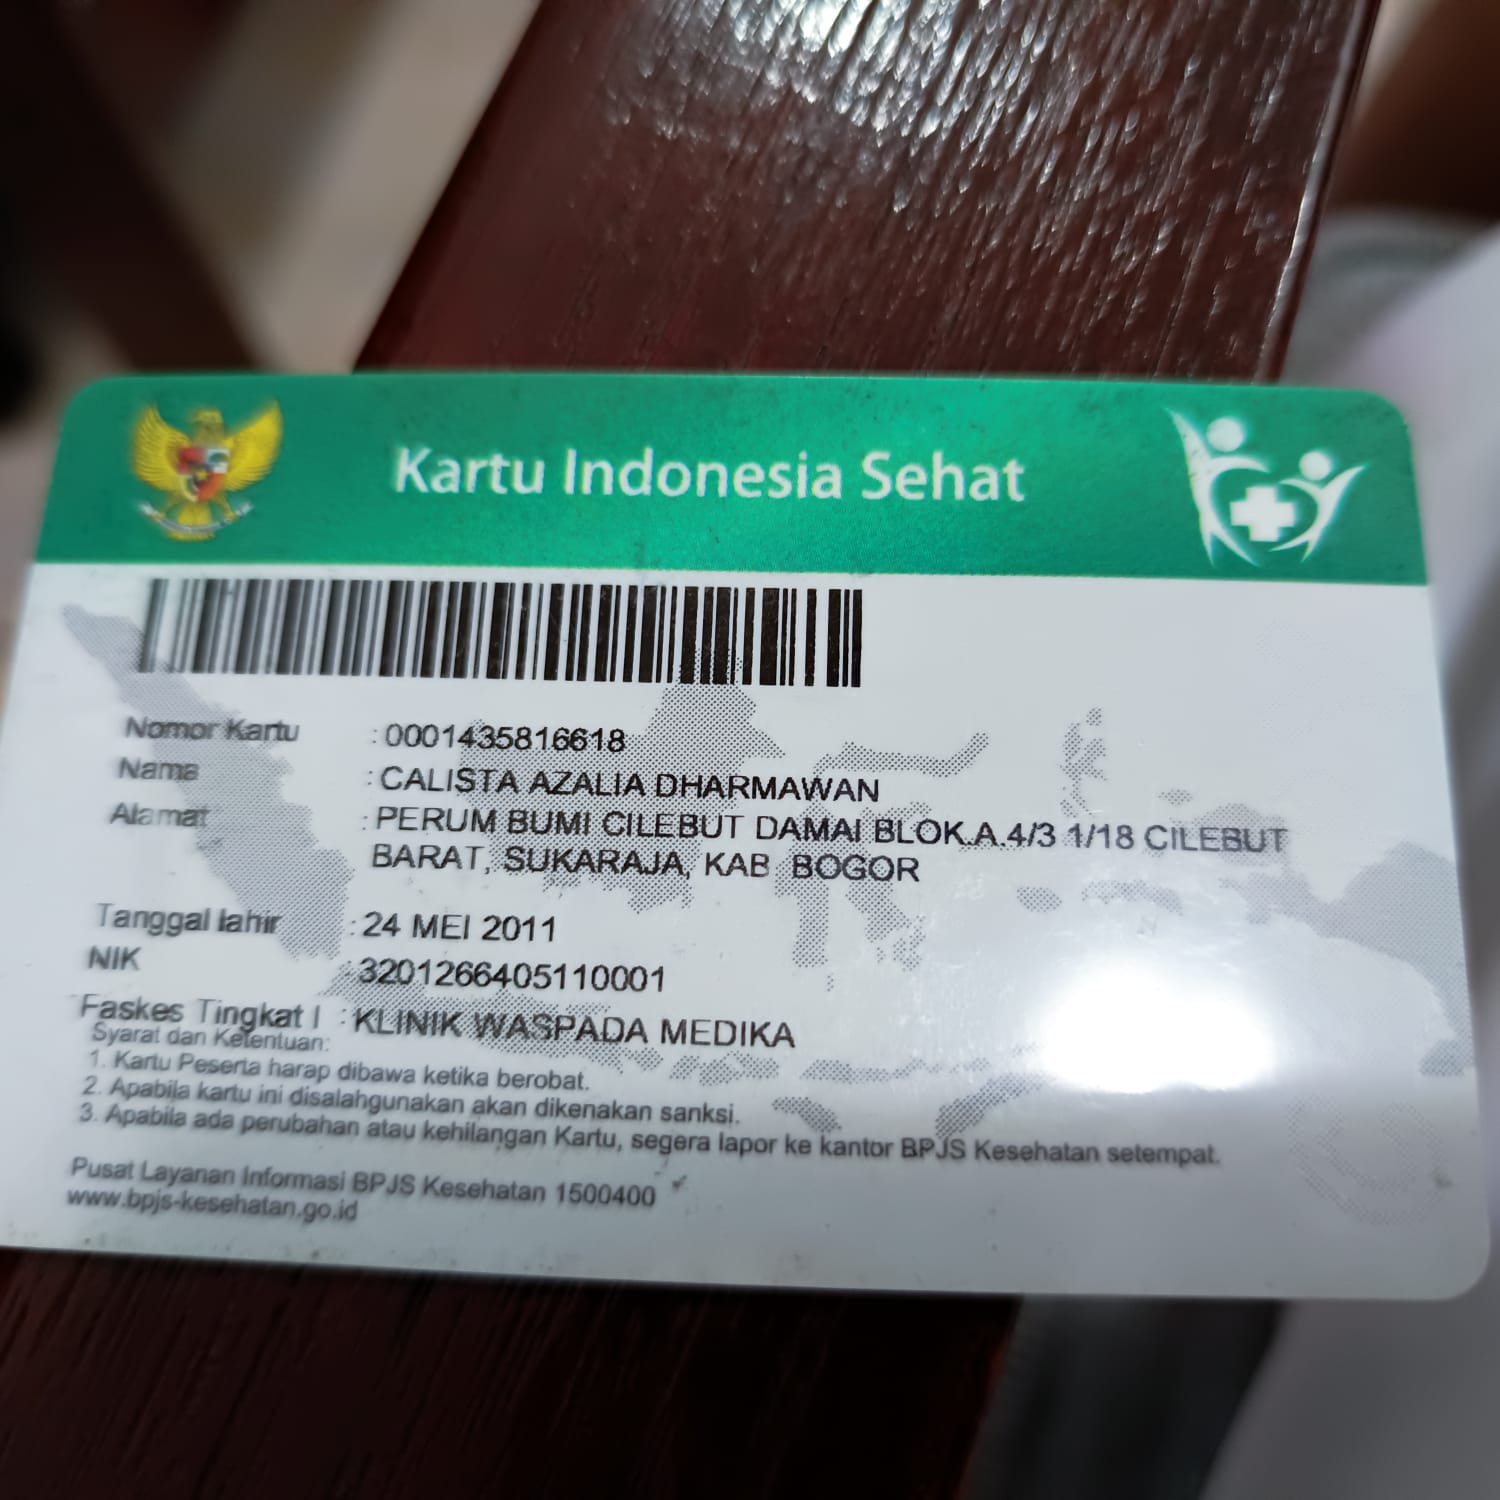 Kartu Indonesia Sehat
Nomor Kartu : 0001435816618
Nama : CALISTA AZALIA DHARMAWAN
Alamat : PERUM BUMI CILEBUT DAMAI BLOK.A.4/3 1/18 CILEBUT
BARAT, SUKARAJA, KAB BOGOR
Tanggal lahir : 24 MEI 2011
NIK : 3201266405110001
Faskes Tingkat I : KLINIK WASPADA MEDIKA
Syarat dan Ketentuan:
1. Kartu Peserta harap dibawa ketika berobat.
2. Apabila kartu ini disalahgunakan akan dikenakan sanksi.
3. Apabila ada perubahan atau kehilangan Kartu, segera lapor ke kantor BPJS Kesehatan setempat.
Pusat Layanan Informasi BPJS Kesehatan 1500400
www.bpjs-kesehatan.go.id